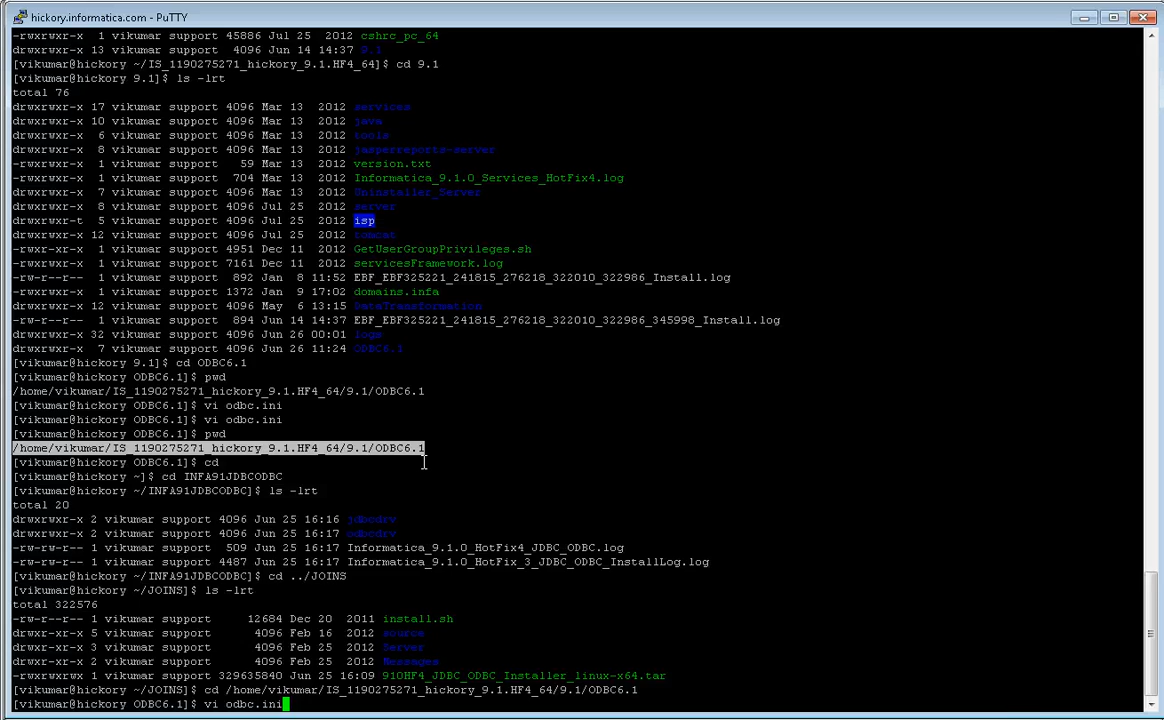 hickory.informatica.com - PuTTY
-rwxrwxr-x  1 vikumar support 45886 Jul 25  2012 cshrc_pc_64
drwxrwxr-x 13 vikumar support  4096 Jun 14 14:37 9.1
[vikumar@hickory ~/IS_1190275271_hickory_9.1.HF4_64]$ cd 9.1
[vikumar@hickory 9.1]$ ls -lrt
total 76
drwxrwxr-x 17 vikumar support 4096 Mar 13  2012 services
drwxrwxr-x 10 vikumar support 4096 Mar 13  2012 java
drwxrwxr-x  6 vikumar support 4096 Mar 13  2012 tools
drwxrwxr-x  8 vikumar support 4096 Mar 13  2012 jasperreports-server
-rwxrwxr-x  1 vikumar support   59 Mar 13  2012 version.txt
-rwxrwxr-x  1 vikumar support  704 Mar 13  2012 Informatica_9.1.0_Services_HotFix4.log
drwxrwxr-x  7 vikumar support 4096 Mar 13  2012 Uninstaller_Server
drwxrwxr-x  8 vikumar support 4096 Jul 25  2012 server
drwxrwxr-t  5 vikumar support 4096 Jul 25  2012 isp
drwxrwxr-x 12 vikumar support 4096 Jul 25  2012 tomcat
-rwxrwxr-x  1 vikumar support 4951 Dec 11  2012 GetUserGroupPrivileges.sh
-rwxrwxr-x  1 vikumar support 7161 Dec 11  2012 servicesFramework.log
-rw-r--r--  1 vikumar support  892 Jan  8 11:52 EBF_EBF325221_241815_276218_322010_322986_Install.log
-rwxrwxr-x  1 vikumar support 1372 Jan  9 17:02 domains.infa
drwxrwxr-x 12 vikumar support 4096 May  6 13:15 DataTransformation
-rw-r--r--  1 vikumar support  894 Jun 14 14:37 EBF_EBF325221_241815_276218_322010_322986_345998_Install.log
drwxrwxr-x 32 vikumar support 4096 Jun 26 00:01 logs
drwxrwxr-x  7 vikumar support 4096 Jun 26 11:24 ODBC6.1
[vikumar@hickory 9.1]$ cd ODBC6.1
[vikumar@hickory ODBC6.1]$ pwd
/home/vikumar/IS_1190275271_hickory_9.1.HF4_64/9.1/ODBC6.1
[vikumar@hickory ODBC6.1]$ vi odbc.ini
[vikumar@hickory ODBC6.1]$ vi odbc.ini
[vikumar@hickory ODBC6.1]$ pwd
/home/vikumar/IS_1190275271_hickory_9.1.HF4_64/9.1/ODBC6.1
[vikumar@hickory ODBC6.1]$ cd
[vikumar@hickory ~]$ cd INFA91JDBCODBC
[vikumar@hickory ~/INFA91JDBCODBC]$ ls -lrt
total 20
drwxrwxr-x 2 vikumar support 4096 Jun 25 16:16 jdbcdrv
drwxrwxr-x 2 vikumar support 4096 Jun 25 16:17 odbcdrv
-rw-rw-r-- 1 vikumar support  509 Jun 25 16:17 Informatica_9.1.0_HotFix4_JDBC_ODBC.log
-rw-rw-r-- 1 vikumar support 4487 Jun 25 16:17 Informatica_9.1.0_HotFix_3_JDBC_ODBC_InstallLog.log
[vikumar@hickory ~/INFA91JDBCODBC]$ cd ../JOINS
[vikumar@hickory ~/JOINS]$ ls -lrt
total 322576
-rw-r--r-- 1 vikumar support     12684 Dec 20  2011 install.sh
drwxr-xr-x 5 vikumar support      4096 Feb 16  2012 source
drwxr-xr-x 3 vikumar support      4096 Feb 25  2012 Server
drwxr-xr-x 2 vikumar support      4096 Feb 25  2012 Messages
-rwxrwxrwx 1 vikumar support 329635840 Jun 25 16:09 910HF4_JDBC_ODBC_Installer_linux-x64.tar
[vikumar@hickory ~/JOINS]$ cd /home/vikumar/IS_1190275271_hickory_9.1.HF4_64/9.1/ODBC6.1
[vikumar@hickory ODBC6.1]$ vi odbc.ini